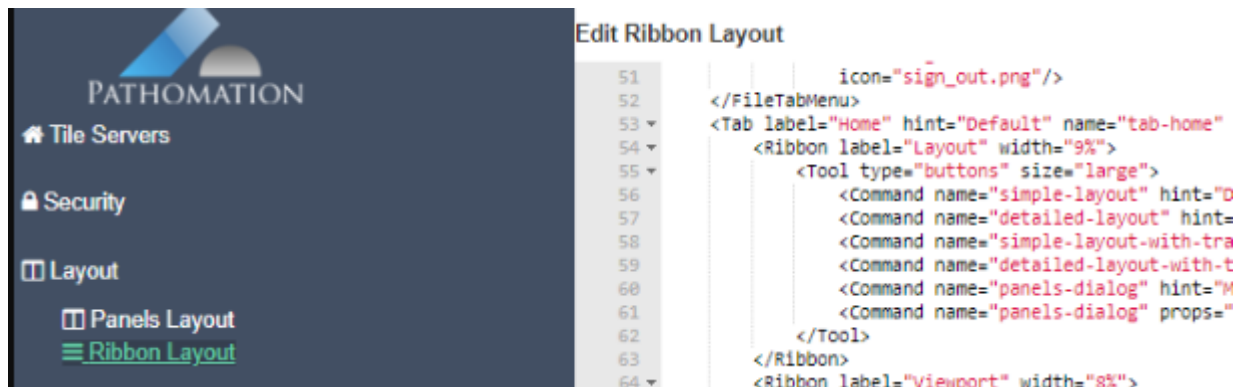 PATHOMATION
Tile Servers
Security
Layout
Panels Layout
Ribbon Layout
Edit Ribbon Layout
51 icon="sign_out.png"/>
52 </FileTabMenu>
53 <Tab label="Home" hint="Default" name="tab-home"
54 <Ribbon label="Layout" width="9%">
55 <Tool type="buttons" size="large">
56 <Command name="simple-layout" hint="D
57 <Command name="detailed-layout" hint=
58 <Command name="simple-layout-with-tra
59 <Command name="detailed-layout-with-t
60 <Command name="panels-dialog" hint="M
61 <Command name="panels-dialog" props="
62 </Tool>
63 </Ribbon>
64 <Ribbon label="Viewport" width="8%">